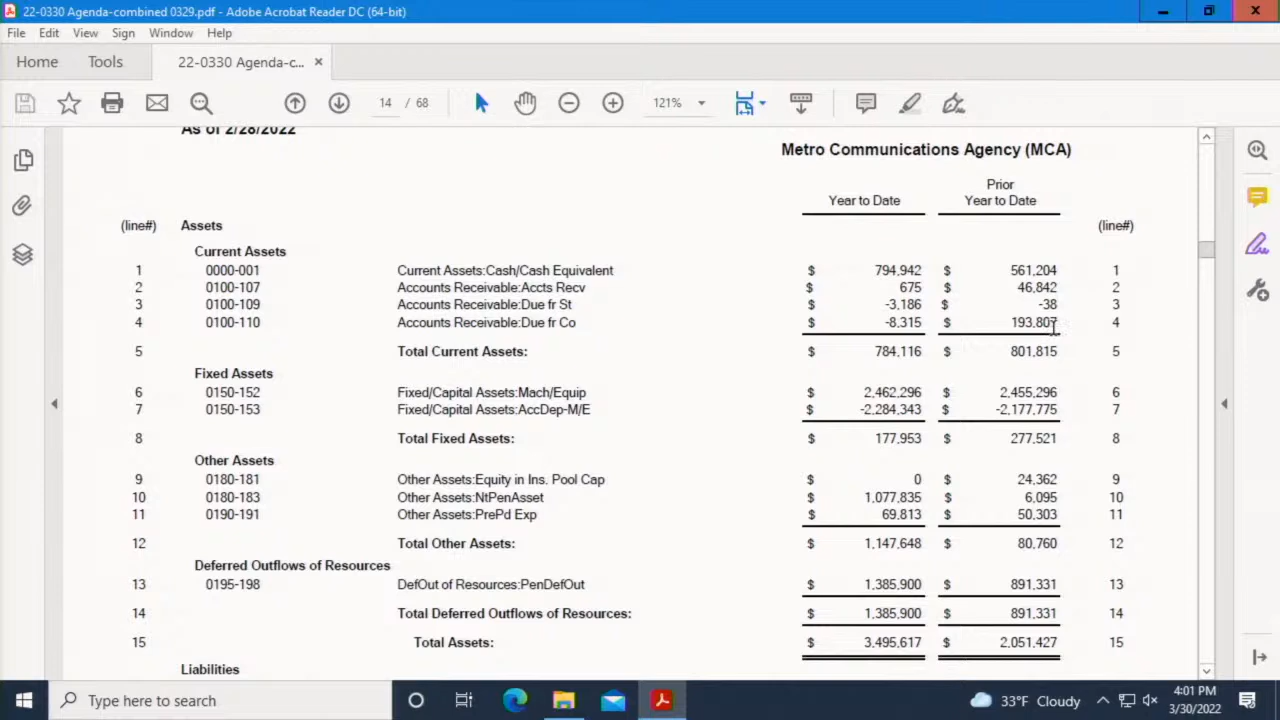 22-0330 Agenda-combined 0329.pdf - Adobe Acrobat Reader DC (64-bit)
File Edit View Sign Window Help
Home Tools 22-0330 Agenda-c... ×
14 / 68 121%
As of 2/28/2022
Metro Communications Agency (MCA)
Prior
Year to Date Year to Date
(line#) Assets (line#)
Current Assets
1 0000-001 Current Assets:Cash/Cash Equivalent $ 794,942 $ 561,204 1
2 0100-107 Accounts Receivable:Accts Recv $ 675 $ 46,842 2
3 0100-109 Accounts Receivable:Due fr St $ -3,186 $ -38 3
4 0100-110 Accounts Receivable:Due fr Co $ -8,315 $ 193,807 4
5 Total Current Assets: $ 784,116 $ 801,815 5
Fixed Assets
6 0150-152 Fixed/Capital Assets:Mach/Equip $ 2,462,296 $ 2,455,296 6
7 0150-153 Fixed/Capital Assets:AccDep-M/E $ -2,284,343 $ -2,177,775 7
8 Total Fixed Assets: $ 177,953 $ 277,521 8
Other Assets
9 0180-181 Other Assets:Equity in Ins. Pool Cap $ 0 $ 24,362 9
10 0180-183 Other Assets:NtPenAsset $ 1,077,835 $ 6,095 10
11 0190-191 Other Assets:PrePd Exp $ 69,813 $ 50,303 11
12 Total Other Assets: $ 1,147,648 $ 80,760 12
Deferred Outflows of Resources
13 0195-198 DefOut of Resources:PenDefOut $ 1,385,900 $ 891,331 13
14 Total Deferred Outflows of Resources: $ 1,385,900 $ 891,331 14
15 Total Assets: $ 3,495,617 $ 2,051,427 15
Liabilities
Type here to search 33°F Cloudy 4:01 PM
3/30/2022